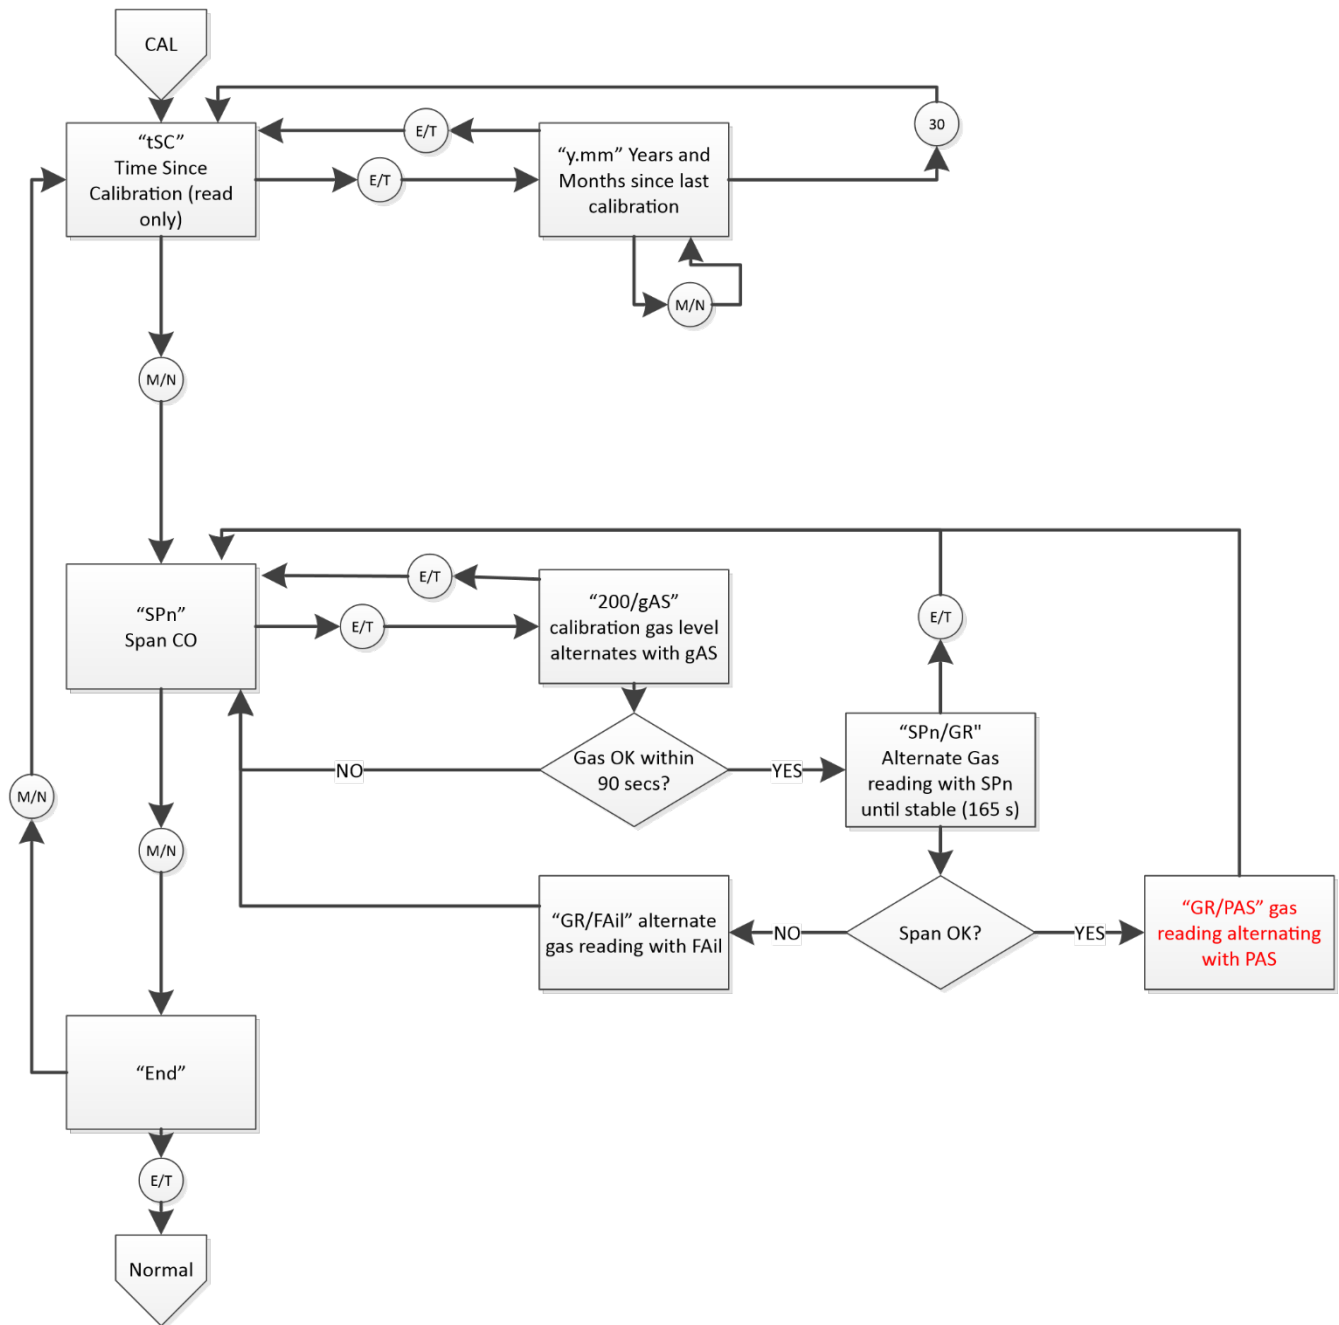 CAL
“tSC”
Time Since
Calibration (read
only)
E/T
E/T
“y.mm” Years and
Months since last
calibration
30
M/N
M/N
“SPn”
Span CO
E/T
E/T
“200/gAS”
calibration gas level
alternates with gAS
E/T
Gas OK within
90 secs?
NO
YES
“SPn/GR"
Alternate Gas
reading with SPn
until stable (165 s)
M/N
M/N
“GR/FAil” alternate
gas reading with FAil
NO
Span OK?
YES
“GR/PAS” gas
reading alternating
with PAS
“End”
E/T
Normal